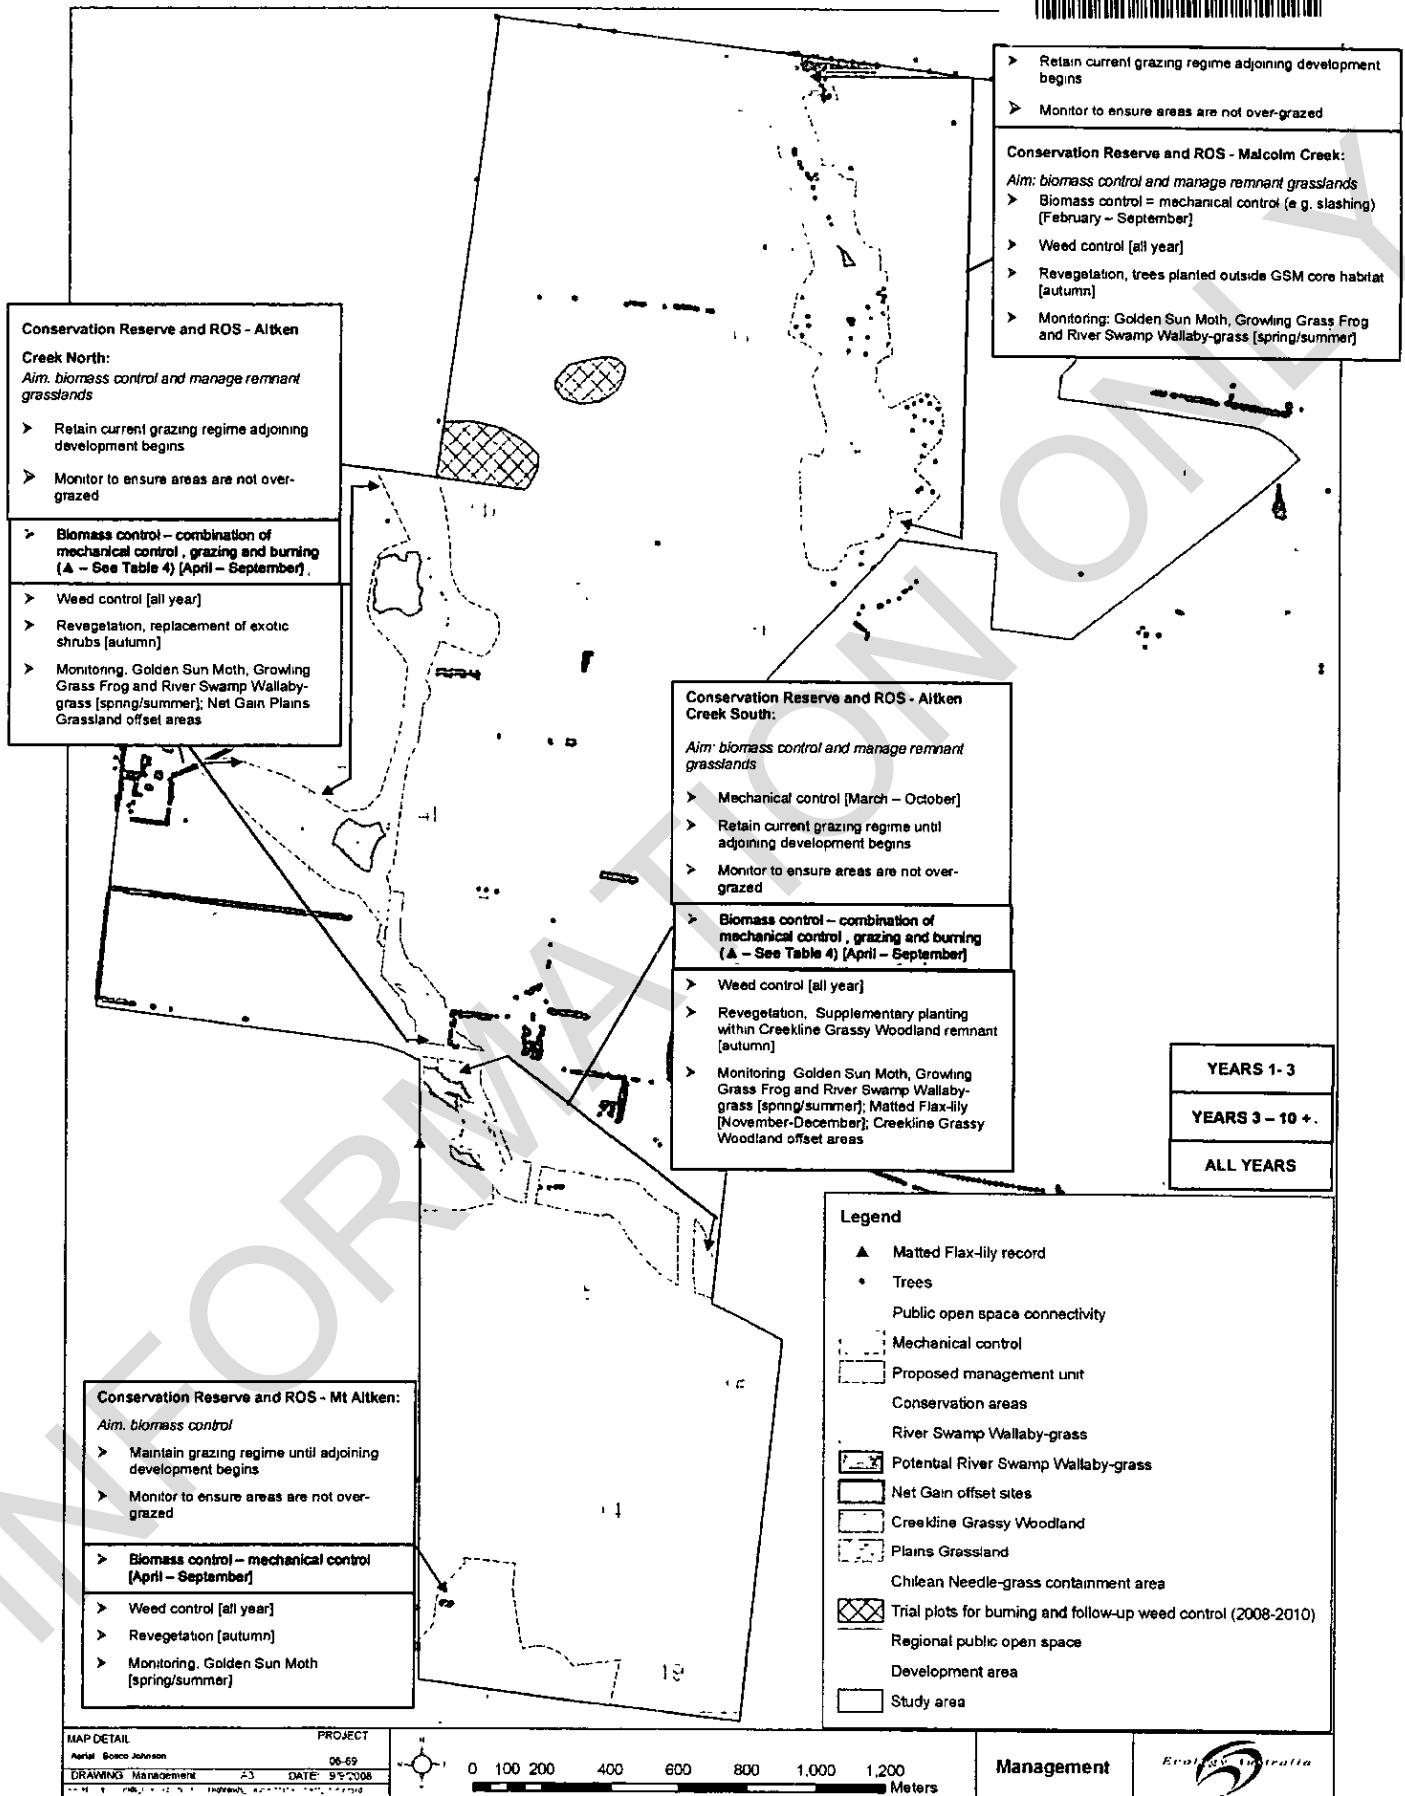 ➤ Retain current grazing regime adjoining development
begins
➤ Monitor to ensure areas are not over-grazed
Conservation Reserve and ROS - Malcolm Creek:
Aim: biomass control and manage remnant grasslands
➤ Biomass control = mechanical control (e g. slashing)
[February – September]
➤ Weed control [all year]
➤ Revegetation, trees planted outside GSM core habitat
[autumn]
➤ Monitoring: Golden Sun Moth, Growling Grass Frog
and River Swamp Wallaby-grass [spring/summer]
Conservation Reserve and ROS - Aitken
Creek North:
Aim. biomass control and manage remnant
grasslands
➤ Retain current grazing regime adjoining
development begins
➤ Monitor to ensure areas are not over-
grazed
➤ Biomass control – combination of
mechanical control , grazing and burning
(▲ – See Table 4) [April – September] .
➤ Weed control [all year]
➤ Revegetation, replacement of exotic
shrubs [autumn]
➤ Monitoring. Golden Sun Moth, Growling
Grass Frog and River Swamp Wallaby-
grass [spring/summer]; Net Gain Plains
Grassland offset areas
Conservation Reserve and ROS - Aitken
Creek South:
Aim: biomass control and manage remnant
grasslands
➤ Mechanical control [March – October]
➤ Retain current grazing regime until
adjoining development begins
➤ Monitor to ensure areas are not over-
grazed
➤ Biomass control – combination of
mechanical control , grazing and burning
(▲ – See Table 4) [April – September]
➤ Weed control [all year]
➤ Revegetation, Supplementary planting
within Creekline Grassy Woodland remnant
[autumn]
➤ Monitoring Golden Sun Moth, Growling
Grass Frog and River Swamp Wallaby-
grass [spring/summer]; Matted Flax-lily
[November-December]; Creekline Grassy
Woodland offset areas
YEARS 1- 3
YEARS 3 – 10 + .
ALL YEARS
Conservation Reserve and ROS - Mt Aitken:
Aim. biomass control
➤ Maintain grazing regime until adjoining
development begins
➤ Monitor to ensure areas are not over-
grazed
➤ Biomass control – mechanical control
[April – September]
➤ Weed control [all year]
➤ Revegetation [autumn]
➤ Monitoring. Golden Sun Moth
[spring/summer]
Legend
Matted Flax-lily record
Trees
Public open space connectivity
Mechanical control
Proposed management unit
Conservation areas
River Swamp Wallaby-grass
Potential River Swamp Wallaby-grass
Net Gain offset sites
Creekline Grassy Woodland
Plains Grassland
Chilean Needle-grass containment area
Trial plots for burning and follow-up weed control (2008-2010)
Regional public open space
Development area
Study area
INFORMATION ONLY
MAP DETAIL PROJECT
Aerial Bosco Johnson 06-69
DRAWING Management A3 DATE: 9/9/2008
0 100 200 400 600 800 1,000 1,200
Meters
Management
Ecology Australia